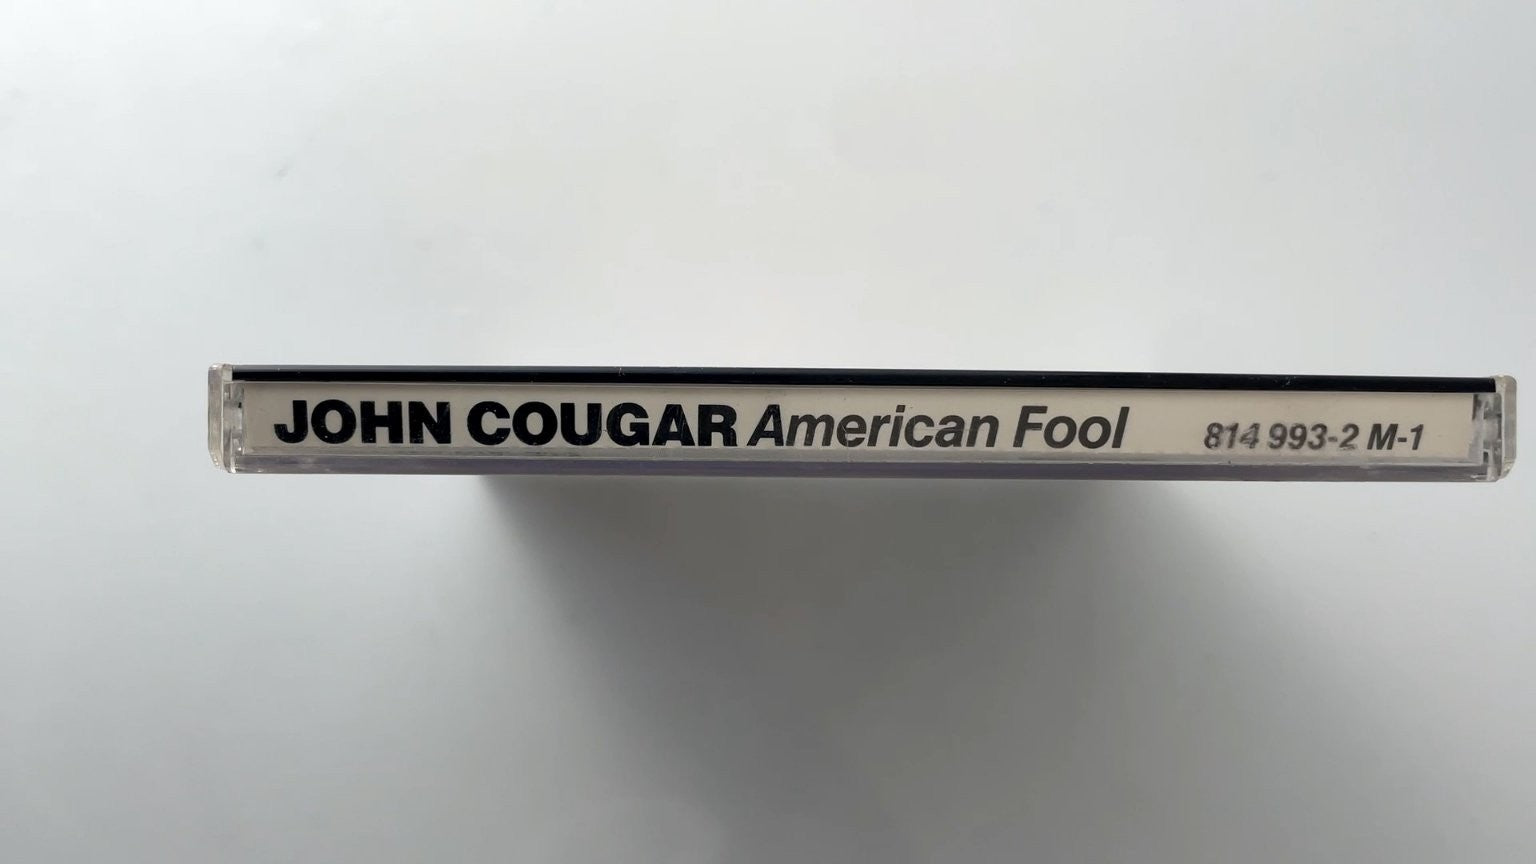 JOHN COUGAR American Fool 814 993-2 M-1